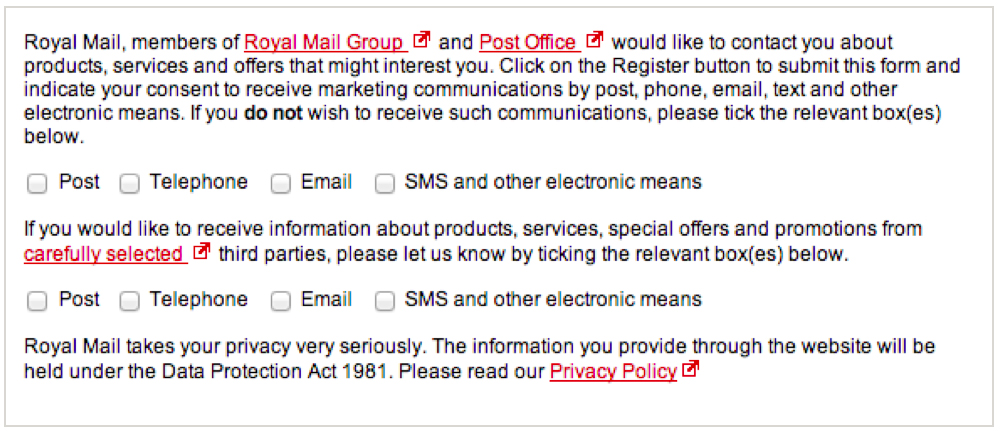 Royal Mail, members of Royal Mail Group and Post Office would like to contact you about
products, services and offers that might interest you. Click on the Register button to submit this form and
indicate your consent to receive marketing communications by post, phone, email, text and other
electronic means. If you do not wish to receive such communications, please tick the relevant box(es)
below.
Post Telephone Email SMS and other electronic means
If you would like to receive information about products, services, special offers and promotions from
carefully selected third parties, please let us know by ticking the relevant box(es) below.
Post Telephone Email SMS and other electronic means
Royal Mail takes your privacy very seriously. The information you provide through the website will be
held under the Data Protection Act 1981. Please read our Privacy Policy